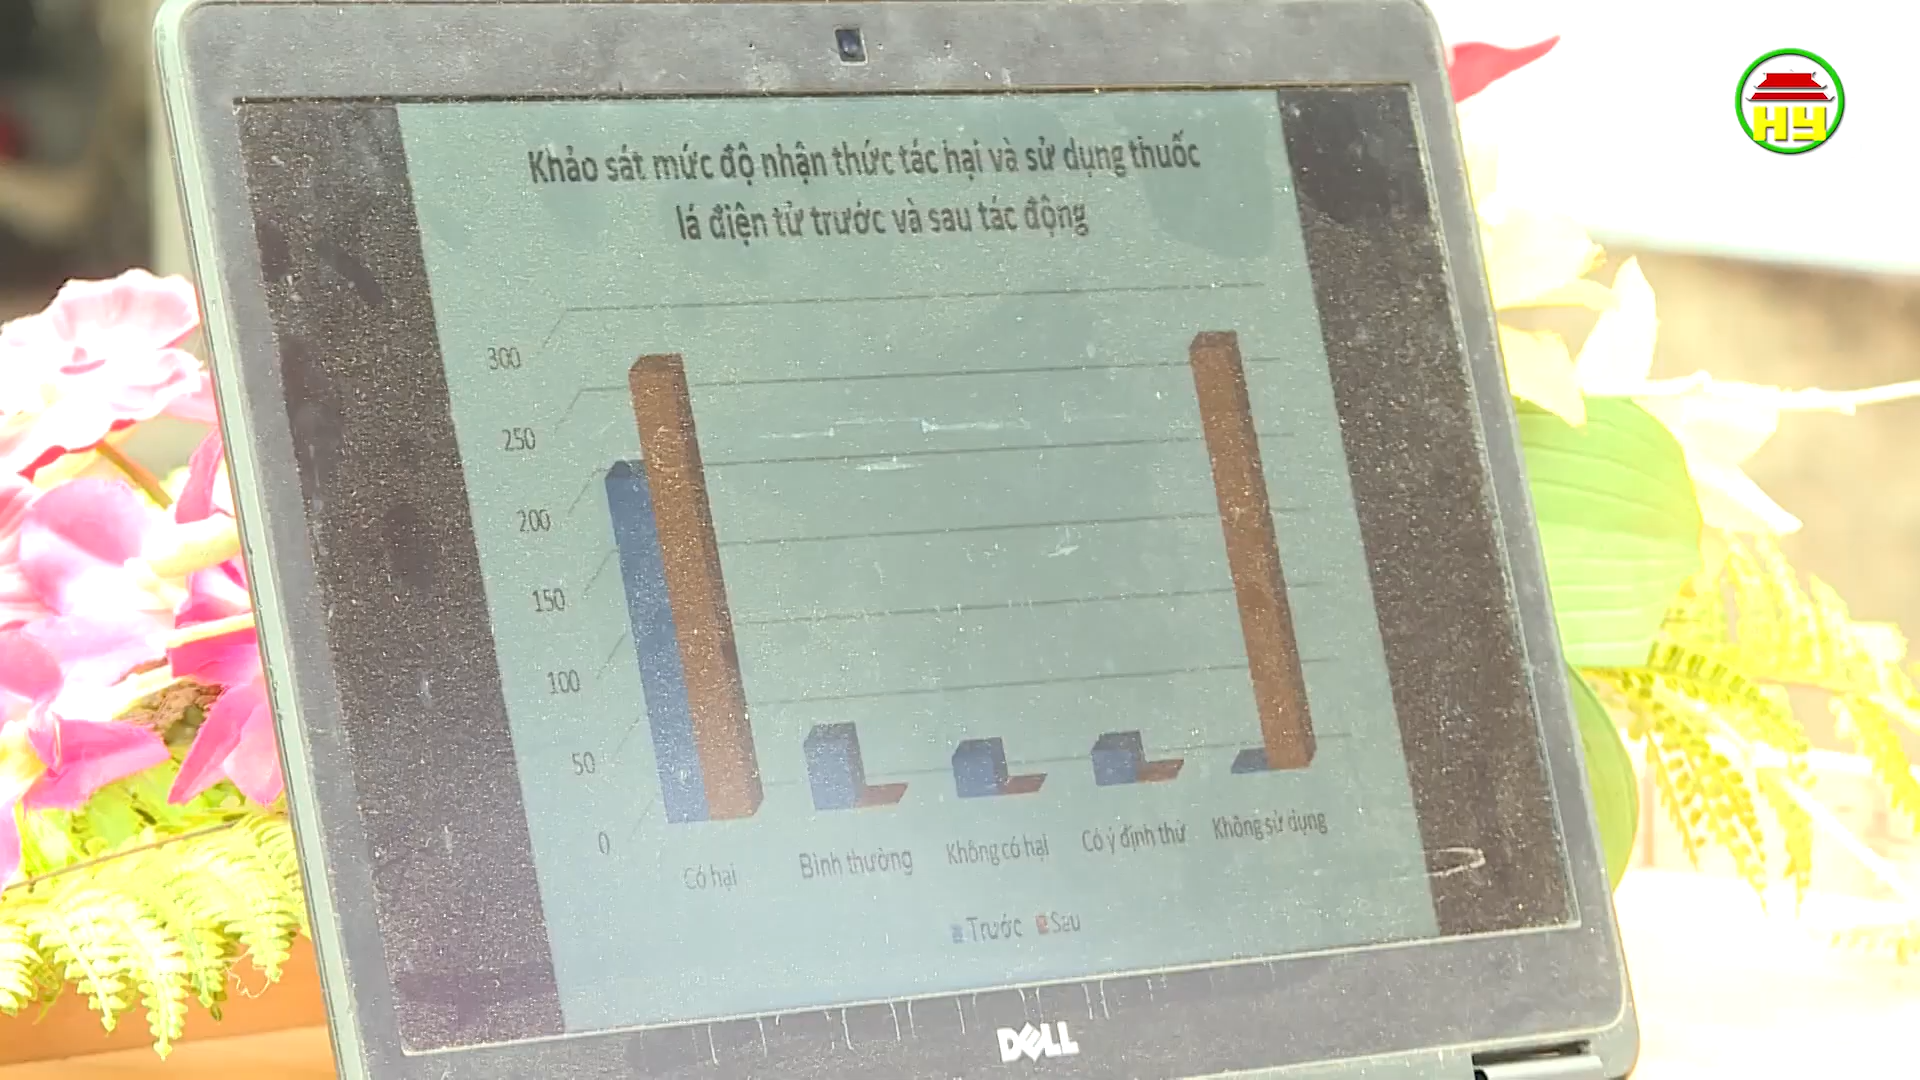 HY
Khảo sát mức độ nhận thức tác hại và sử dụng thuốc
lá điện tử trước và sau tác động
300
250
200
150
100
50
0
Có hại Bình thường Không có hại Có ý định thử Không sử dụng
Trước Sau
DELL